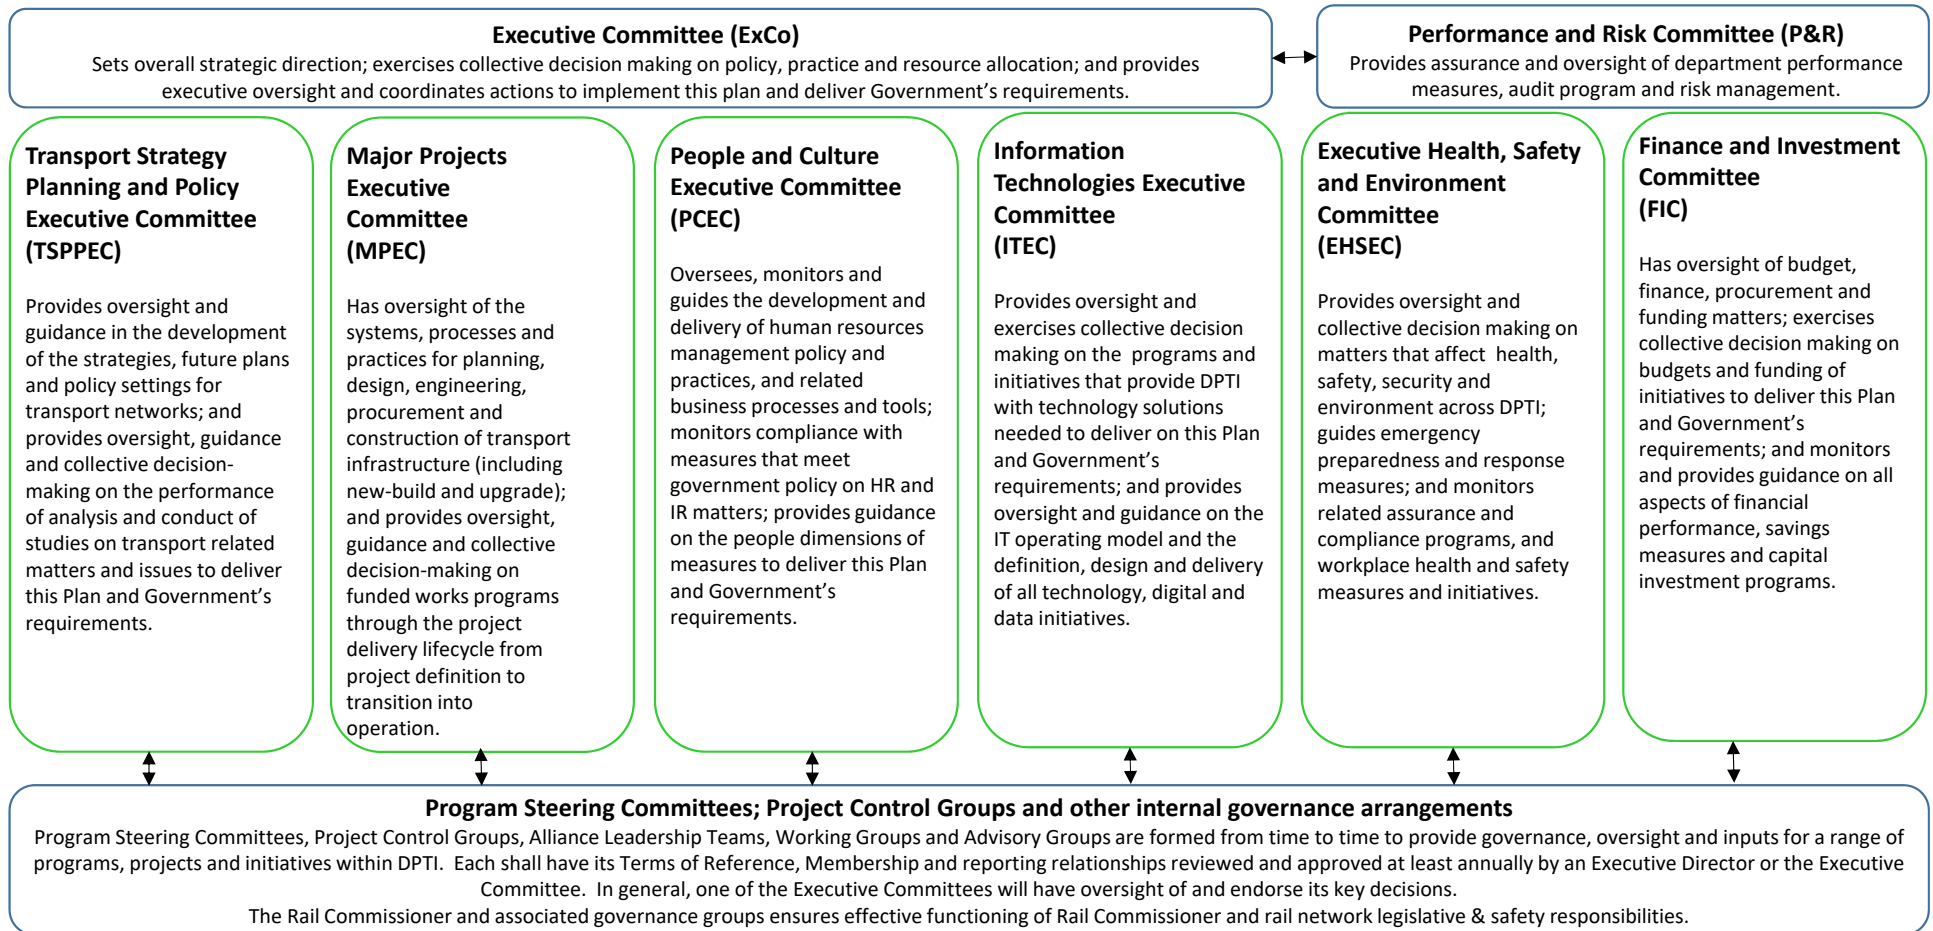 Executive Committee (ExCo)
Sets overall strategic direction; exercises collective decision making on policy, practice and resource allocation; and provides
executive oversight and coordinates actions to implement this plan and deliver Government's requirements.
Performance and Risk Committee (P&R)
Provides assurance and oversight of department performance
measures, audit program and risk management.
Transport Strategy
Planning and Policy
Executive Committee
(TSPPEC)
Provides oversight and
guidance in the development
of the strategies, future plans
and policy settings for
transport networks; and
provides oversight, guidance
and collective decision-
making on the performance
of analysis and conduct of
studies on transport related
matters and issues to deliver
this Plan and Government's
requirements.
Major Projects
Executive
Committee
(MPEC)
Has oversight of the
systems, processes and
practices for planning,
design, engineering,
procurement and
construction of transport
infrastructure (including
new-build and upgrade);
and provides oversight,
guidance and collective
decision-making on
funded works programs
through the project
delivery lifecycle from
project definition to
transition into
operation.
People and Culture
Executive Committee
(PCEC)
Oversees, monitors and
guides the development and
delivery of human resources
management policy and
practices, and related
business processes and tools;
monitors compliance with
measures that meet
government policy on HR and
IR matters; provides guidance
on the people dimensions of
measures to deliver this Plan
and Government's
requirements.
Information
Technologies Executive
Committee
(ITEC)
Provides oversight and
exercises collective decision
making on the  programs and
initiatives that provide DPTI
with technology solutions
needed to deliver on this Plan
and Government's
requirements; and provides
oversight and guidance on the
IT operating model and the
definition, design and delivery
of all technology, digital and
data initiatives.
Executive Health, Safety
and Environment
Committee
(EHSEC)
Provides oversight and
collective decision making on
matters that affect  health,
safety, security and
environment across DPTI;
guides emergency
preparedness and response
measures; and monitors
related assurance and
compliance programs, and
workplace health and safety
measures and initiatives.
Finance and Investment
Committee
(FIC)
Has oversight of budget,
finance, procurement and
funding matters; exercises
collective decision making on
budgets and funding of
initiatives to deliver this Plan
and Government's
requirements; and monitors
and provides guidance on all
aspects of financial
performance, savings
measures and capital
investment programs.
Program Steering Committees; Project Control Groups and other internal governance arrangements
Program Steering Committees, Project Control Groups, Alliance Leadership Teams, Working Groups and Advisory Groups are formed from time to time to provide governance, oversight and inputs for a range of
programs, projects and initiatives within DPTI.  Each shall have its Terms of Reference, Membership and reporting relationships reviewed and approved at least annually by an Executive Director or the Executive
Committee.  In general, one of the Executive Committees will have oversight of and endorse its key decisions.
The Rail Commissioner and associated governance groups ensures effective functioning of Rail Commissioner and rail network legislative & safety responsibilities.